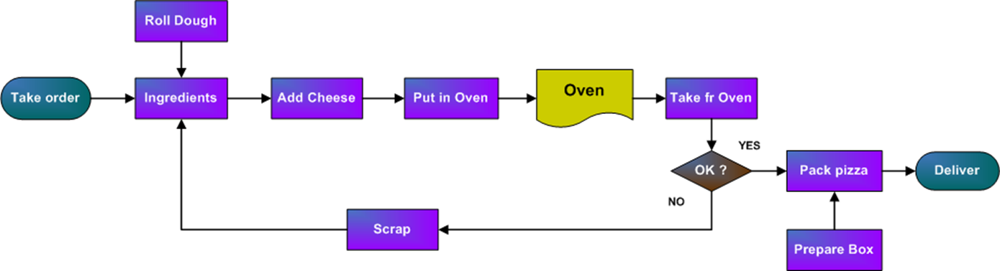 Roll Dough
Take order
Ingredients
Add Cheese
Put in Oven
Oven
Take fr Oven
YES
OK ?
Pack pizza
Deliver
NO
Scrap
Prepare Box